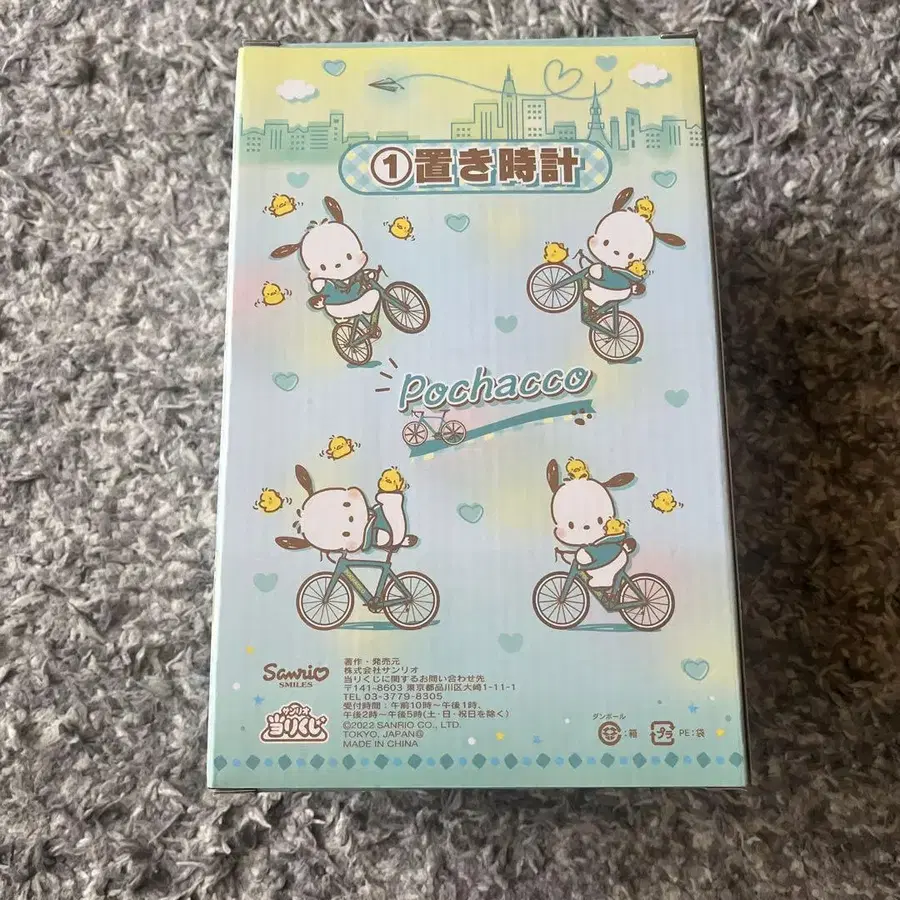 ①置き時計
Pochacco
Sanrio
SMILES
サンリオ
当りくじ
著作・発売元
株式会社サンリオ
当りくじに関するお問い合わせ先
〒141-8603 東京都品川区大崎1-11-1
TEL 03-3779-8305
受付時間：午前10時～午後1時、
午後2時～午後5時(土・日・祝日を除く)
©2022 SANRIO CO., LTD.
TOKYO, JAPAN Ⓛ
MADE IN CHINA
ダンボール
：箱
プラ
PE：袋